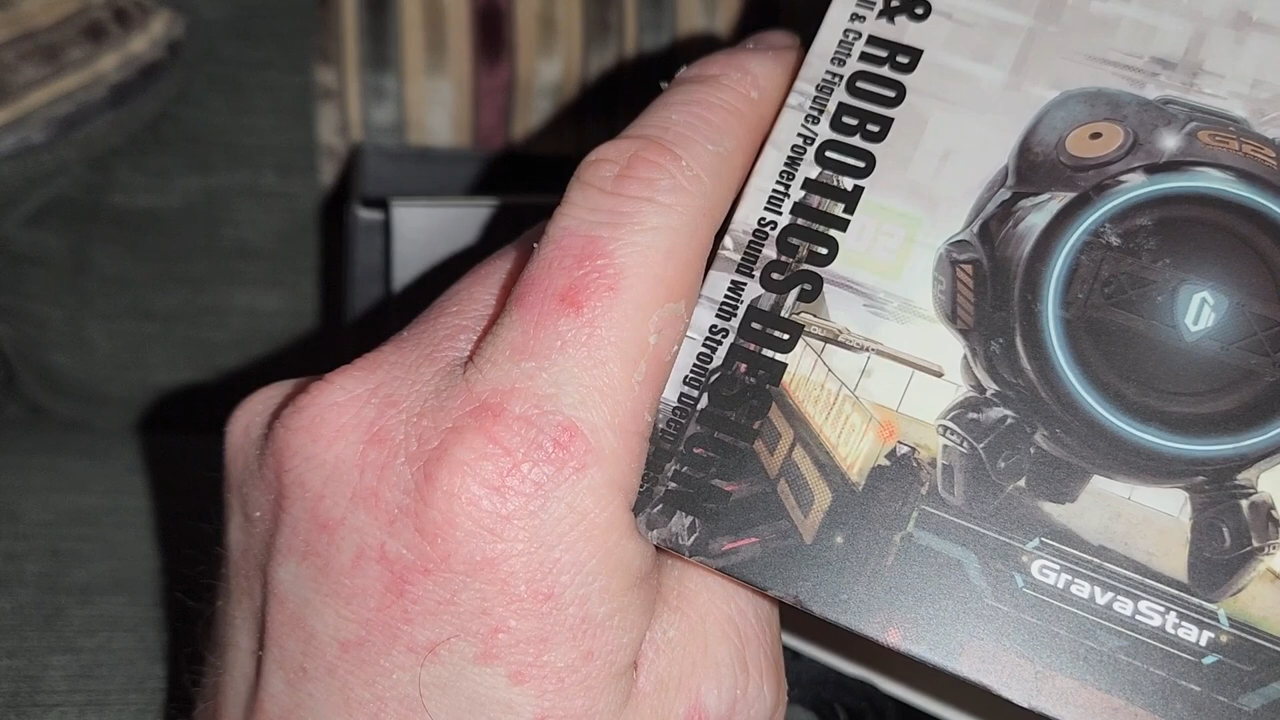 & ROBOTICS DESIGN
ll & Cute Figure/Powerful Sound with Strong Deep
G2
GravaStar